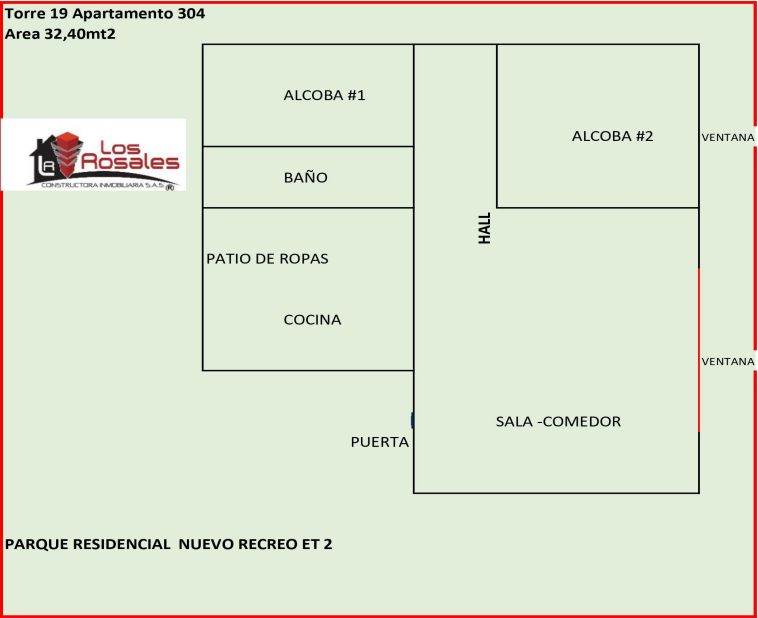 Torre 19 Apartamento 304
Area 32,40mt2
ALCOBA #1
ALCOBA #2
VENTANA
LR
Los
Rosales
CONSTRUCTORA INMOBILIARIA S.A.S.
(R)
BAÑO
HALL
PATIO DE ROPAS
COCINA
VENTANA
SALA -COMEDOR
PUERTA
PARQUE RESIDENCIAL  NUEVO RECREO ET 2